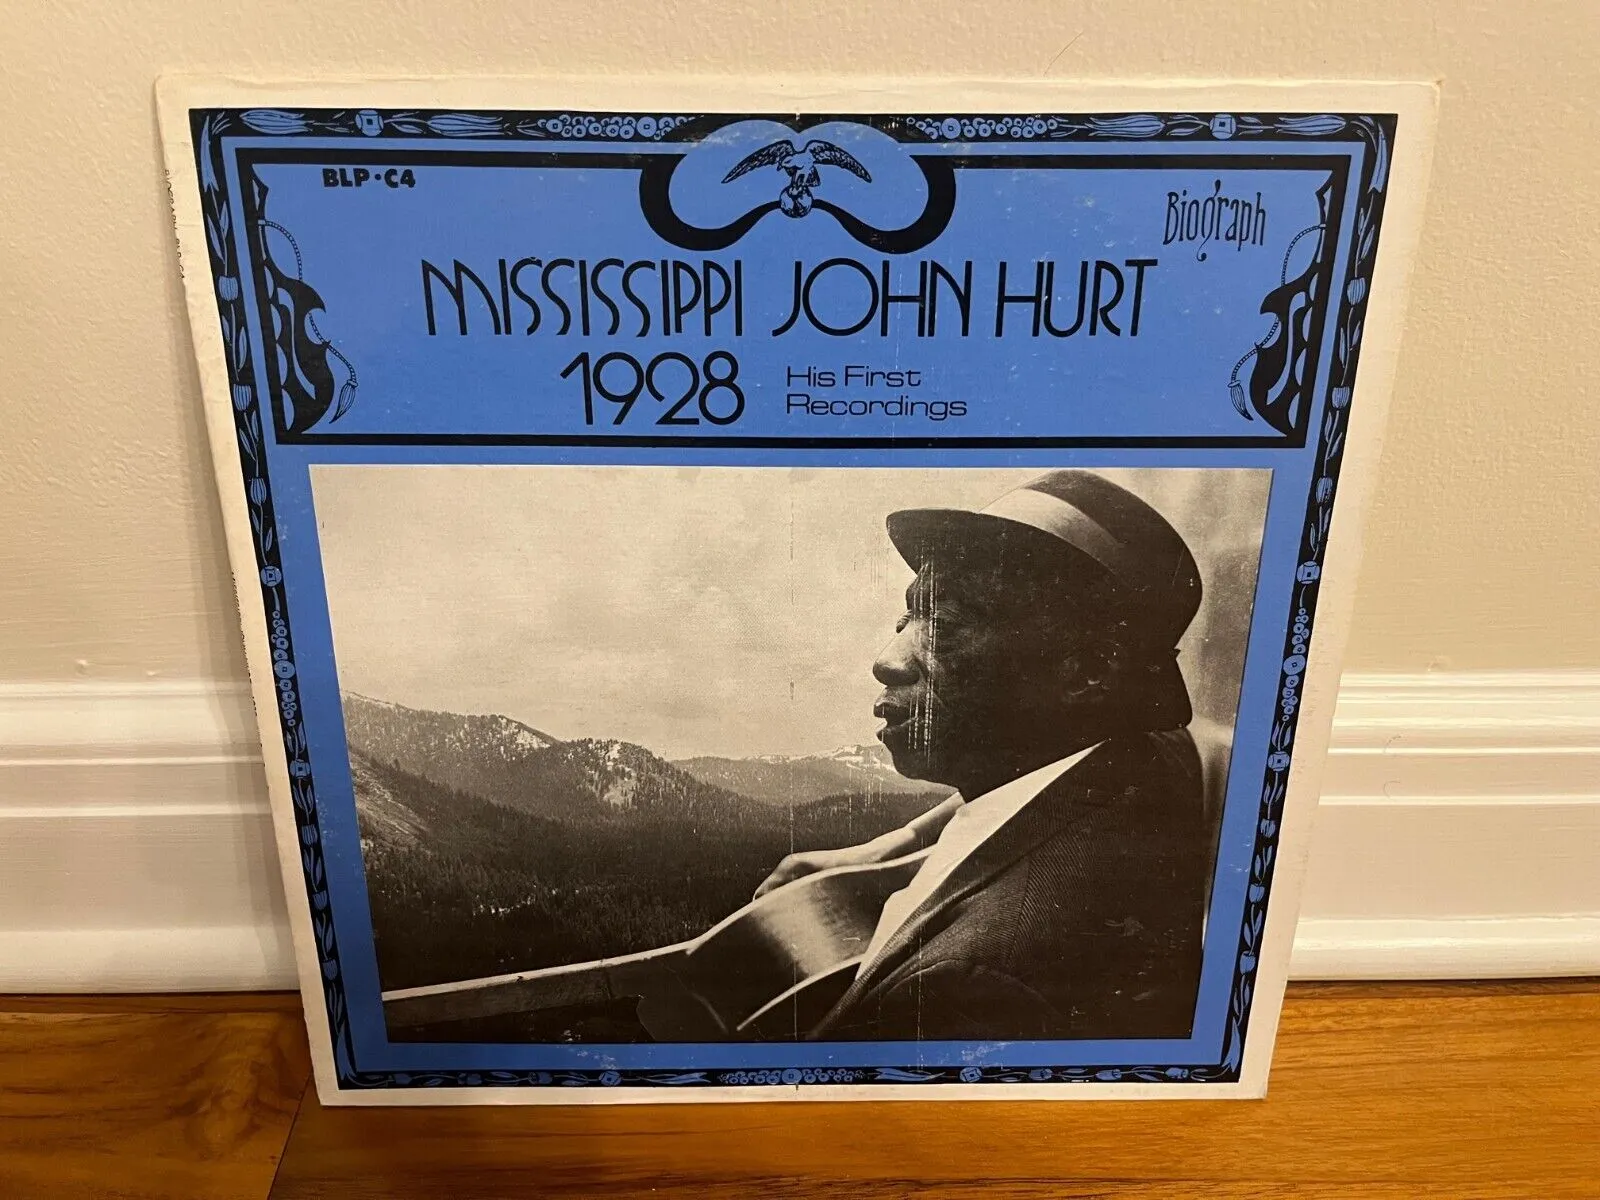 BLP·C4
Biograph
MISSISSIPPI JOHN HURT
1928
His First
Recordings